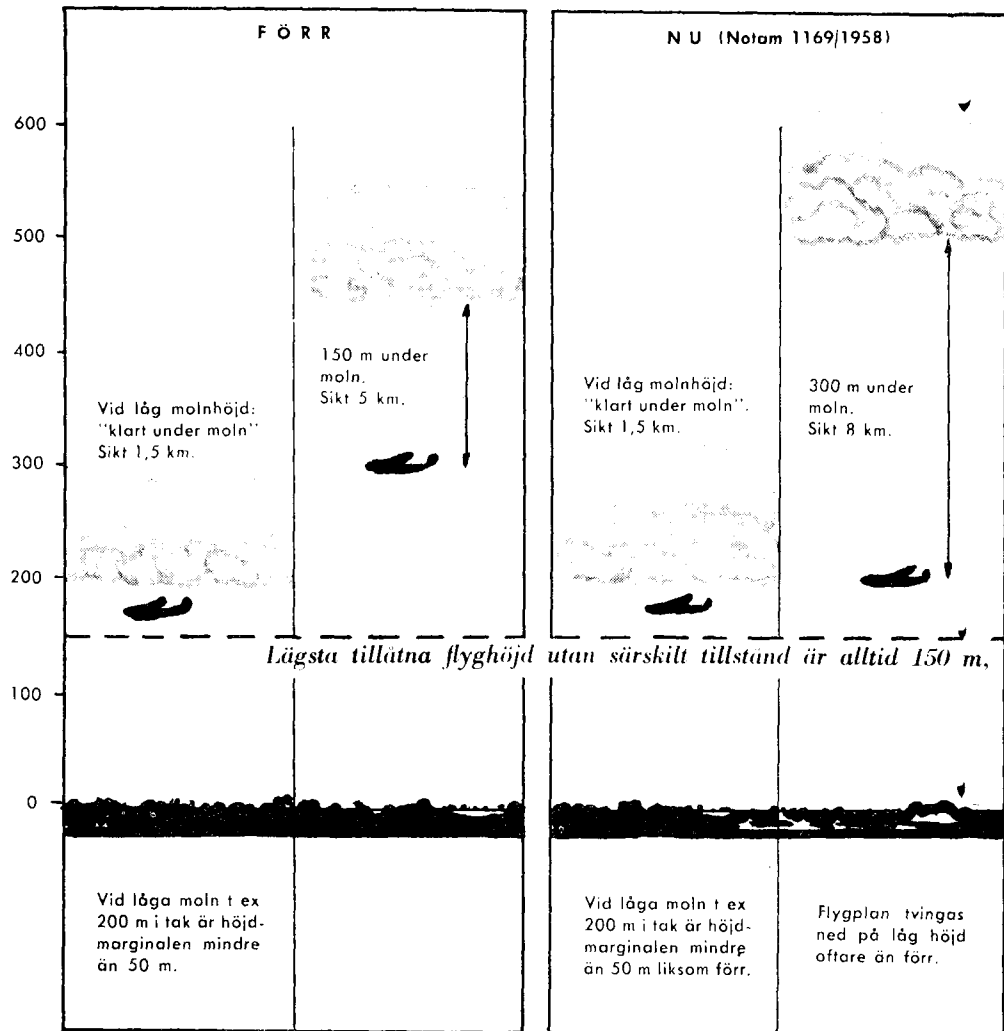 FÖRR
600
500
400
300
200
100
0
Vid låg molnhöjd:
"klart under moln"
Sikt 1,5 km.
150 m under
moln.
Sikt 5 km.
NU (Notam 1169/1958)
Vid låg molnhöjd:
"klart under moln".
Sikt 1,5 km.
300 m under
moln.
Sikt 8 km.
Lägsta tillåtna flyghöjd utan särskilt tillstånd är alltid 150 m,
Vid låga moln t ex
200 m i tak är höjd-
marginalen mindre
än 50 m.
Vid låga moln t ex
200 m i tak är höjd-
marginalen mindre
än 50 m liksom förr.
Flygplan tvingas
ned på låg höjd
oftare än förr.